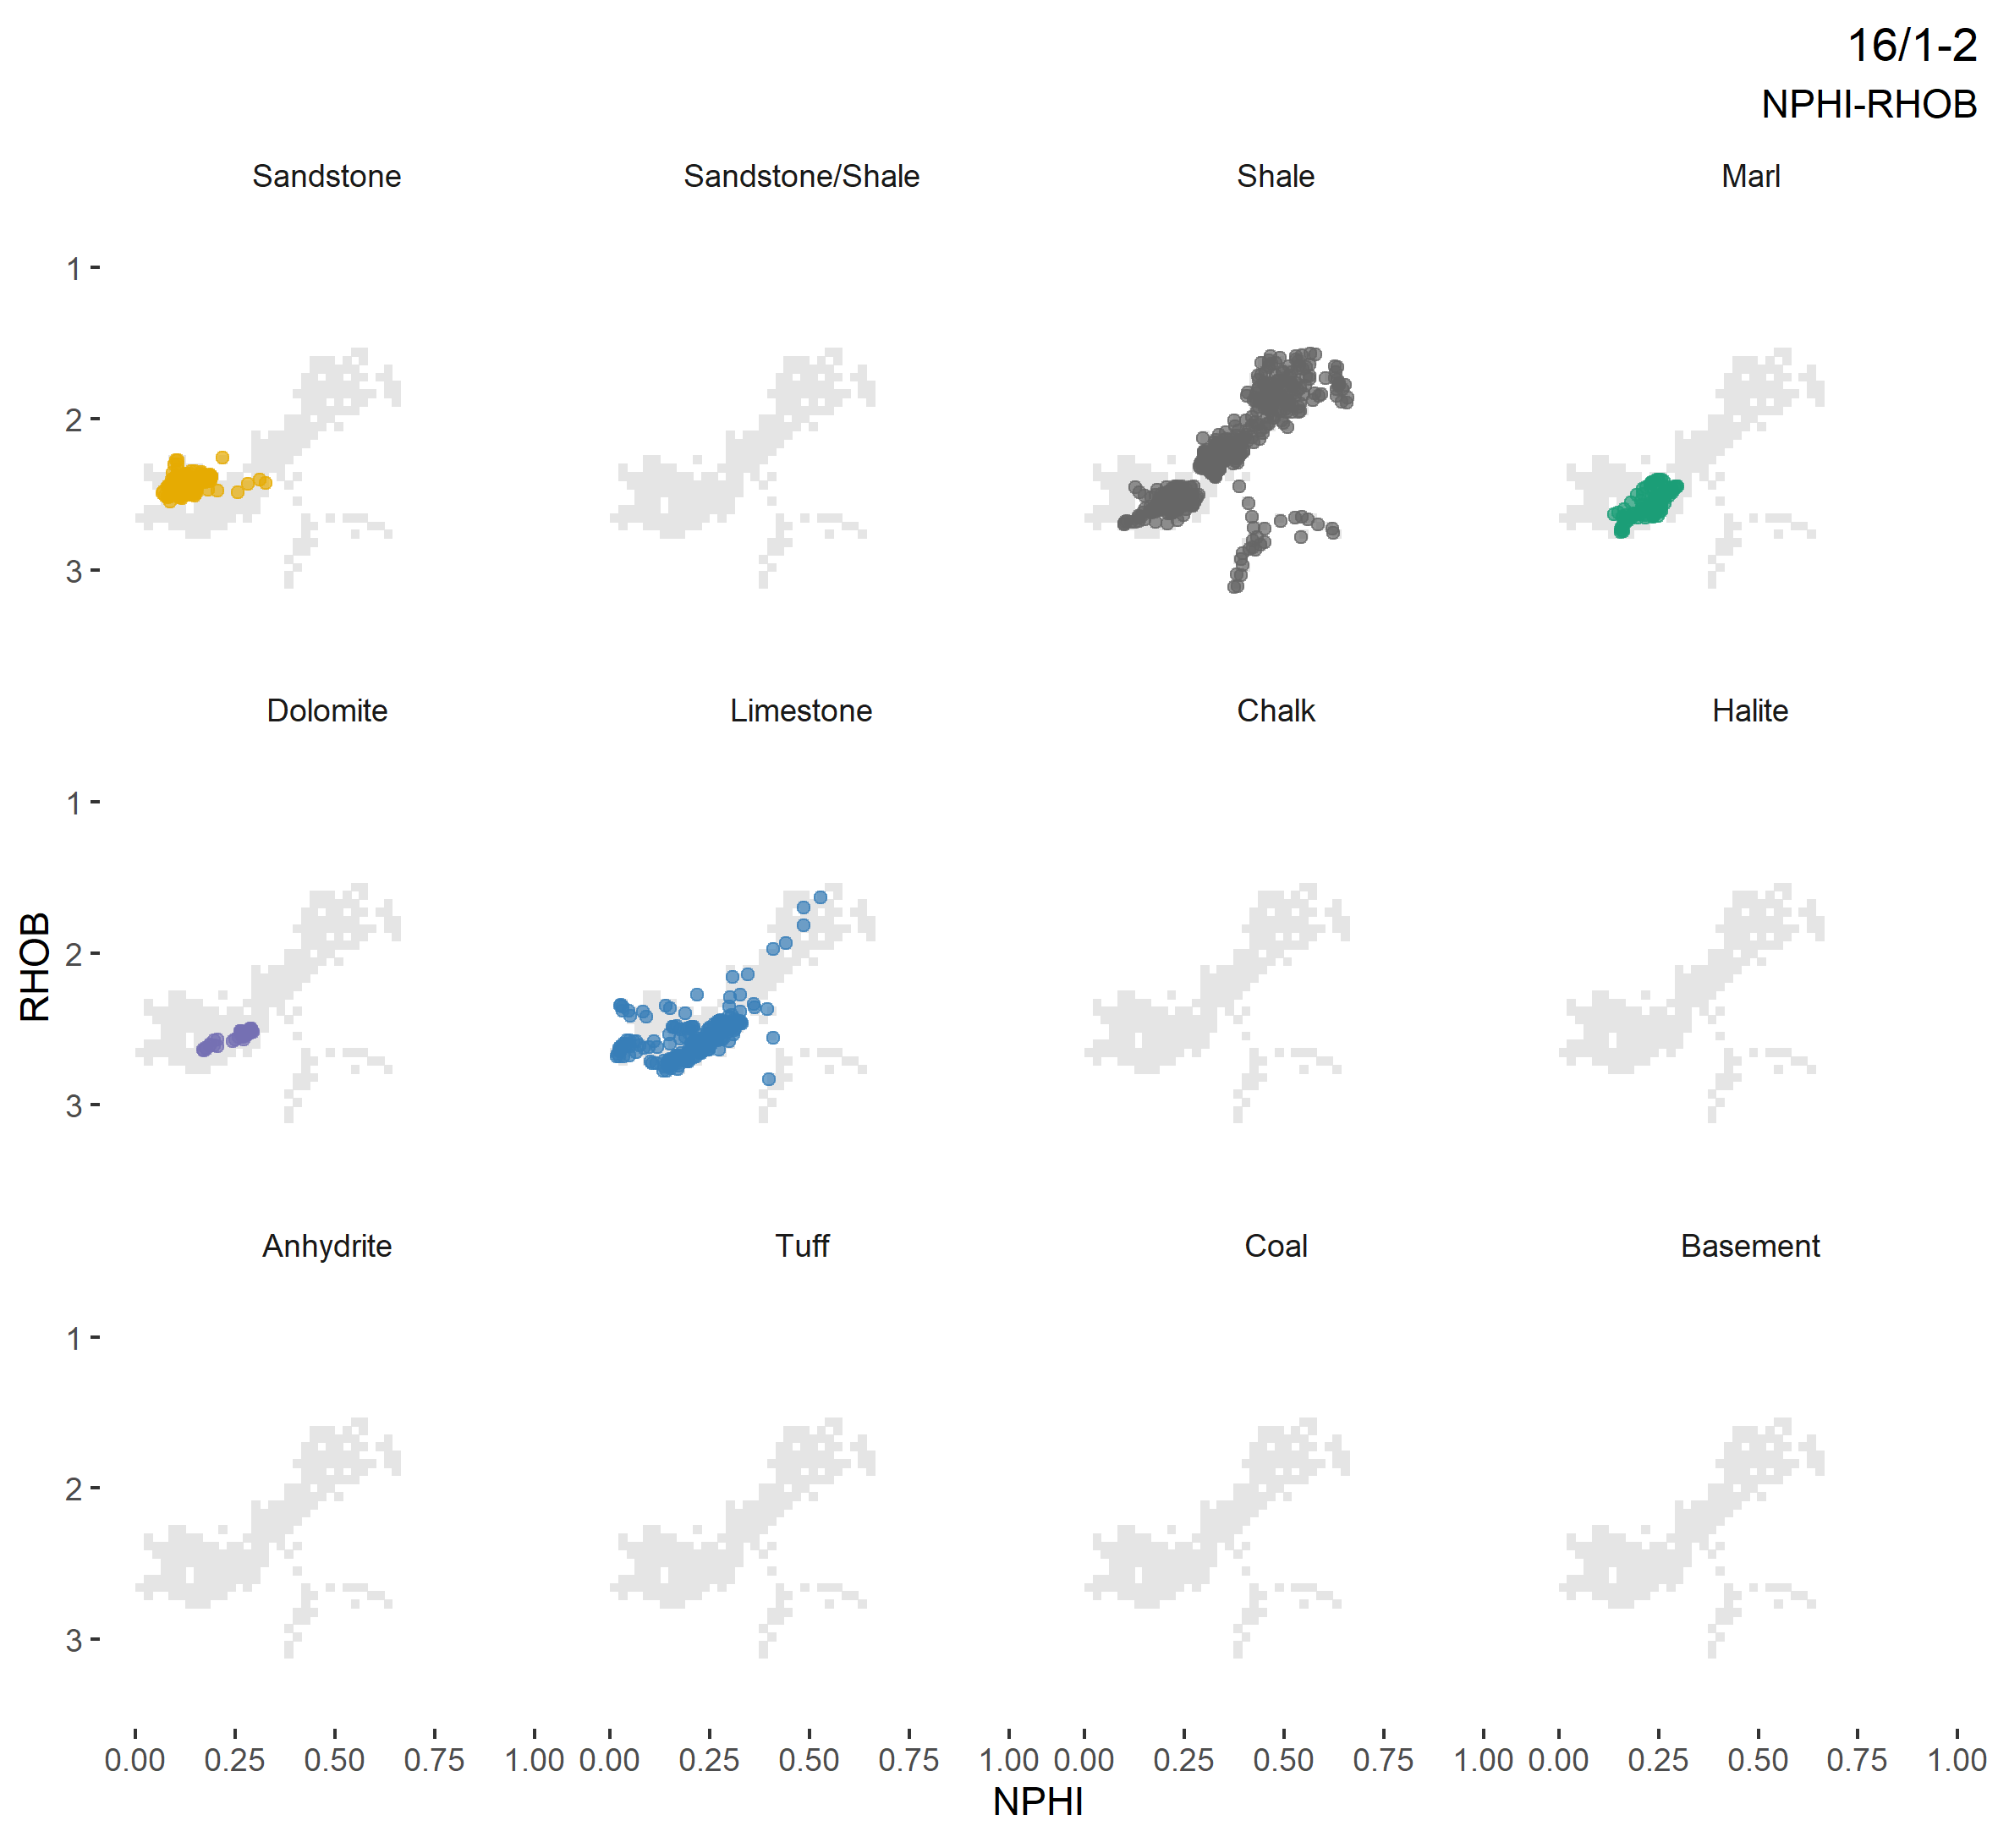 16/1-2
NPHI-RHOB
Sandstone Sandstone/Shale Shale Marl
1
2
3
Dolomite Limestone Chalk Halite
1
2
3
RHOB
Anhydrite Tuff Coal Basement
1
2
3
0.00 0.25 0.50 0.75 1.00 0.00 0.25 0.50 0.75 1.00 0.00 0.25 0.50 0.75 1.00 0.00 0.25 0.50 0.75 1.00
NPHI